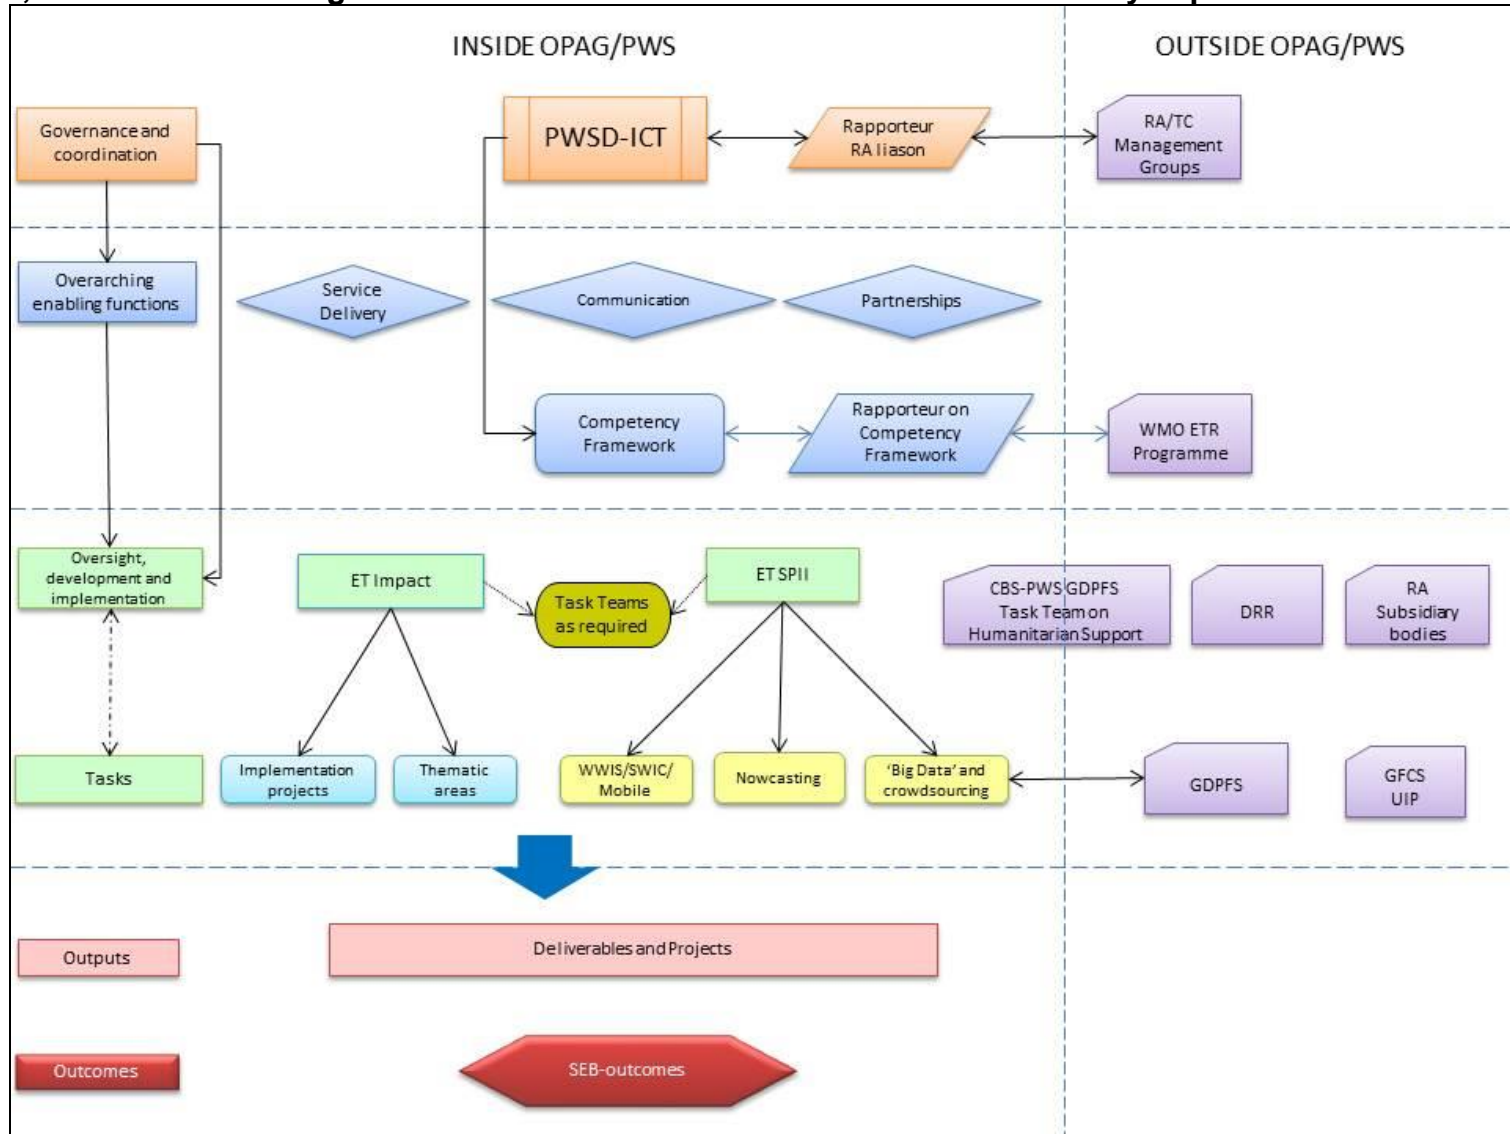 INSIDE OPAG/PWS
OUTSIDE OPAG/PWS
Governance and
coordination
PWSD-ICT
Rapporteur
RA liason
RA/TC
Management
Groups
Overarching
enabling functions
Service
Delivery
Communication
Partnerships
Competency
Framework
Rapporteur on
Competency
Framework
WMO ETR
Programme
Oversight,
development and
implementation
ET Impact
Task Teams
as required
ET SPII
CBS-PWS GDPFS
Task Team on
Humanitarian Support
DRR
RA
Subsidiary
bodies
Tasks
Implementation
projects
Thematic
areas
WWIS/SWIC/
Mobile
Nowcasting
‘Big Data’ and
crowdsourcing
GDPFS
GFCS
UIP
Outputs
Deliverables and Projects
Outcomes
SEB-outcomes